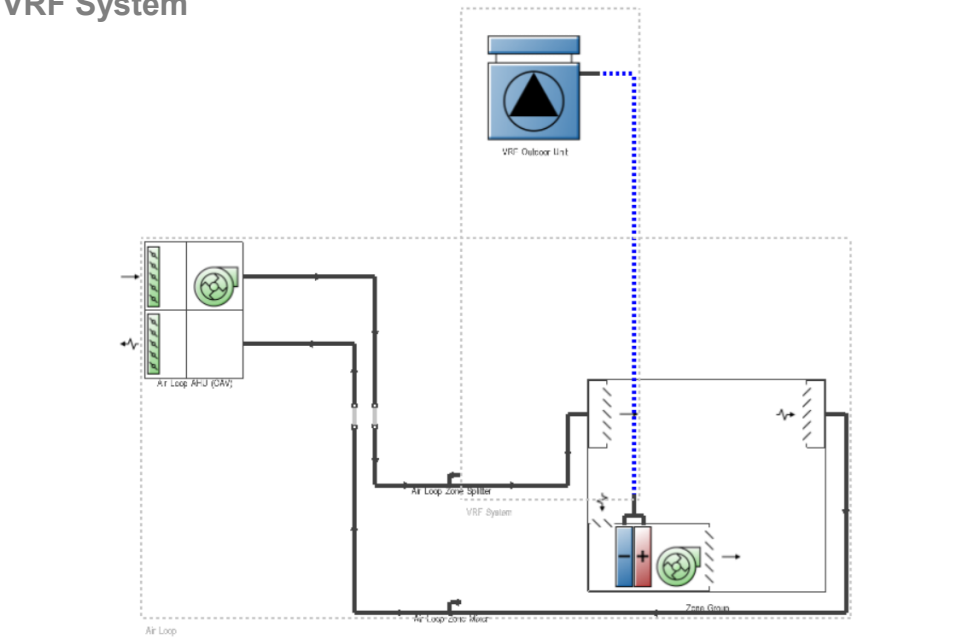 VRF System
VRF Outdoor Unit
Air Loop AHU (CAV)
Air Loop Zone Splitter
VRF System
Zone Group
Air Loop Zone Mixer
Air Loop